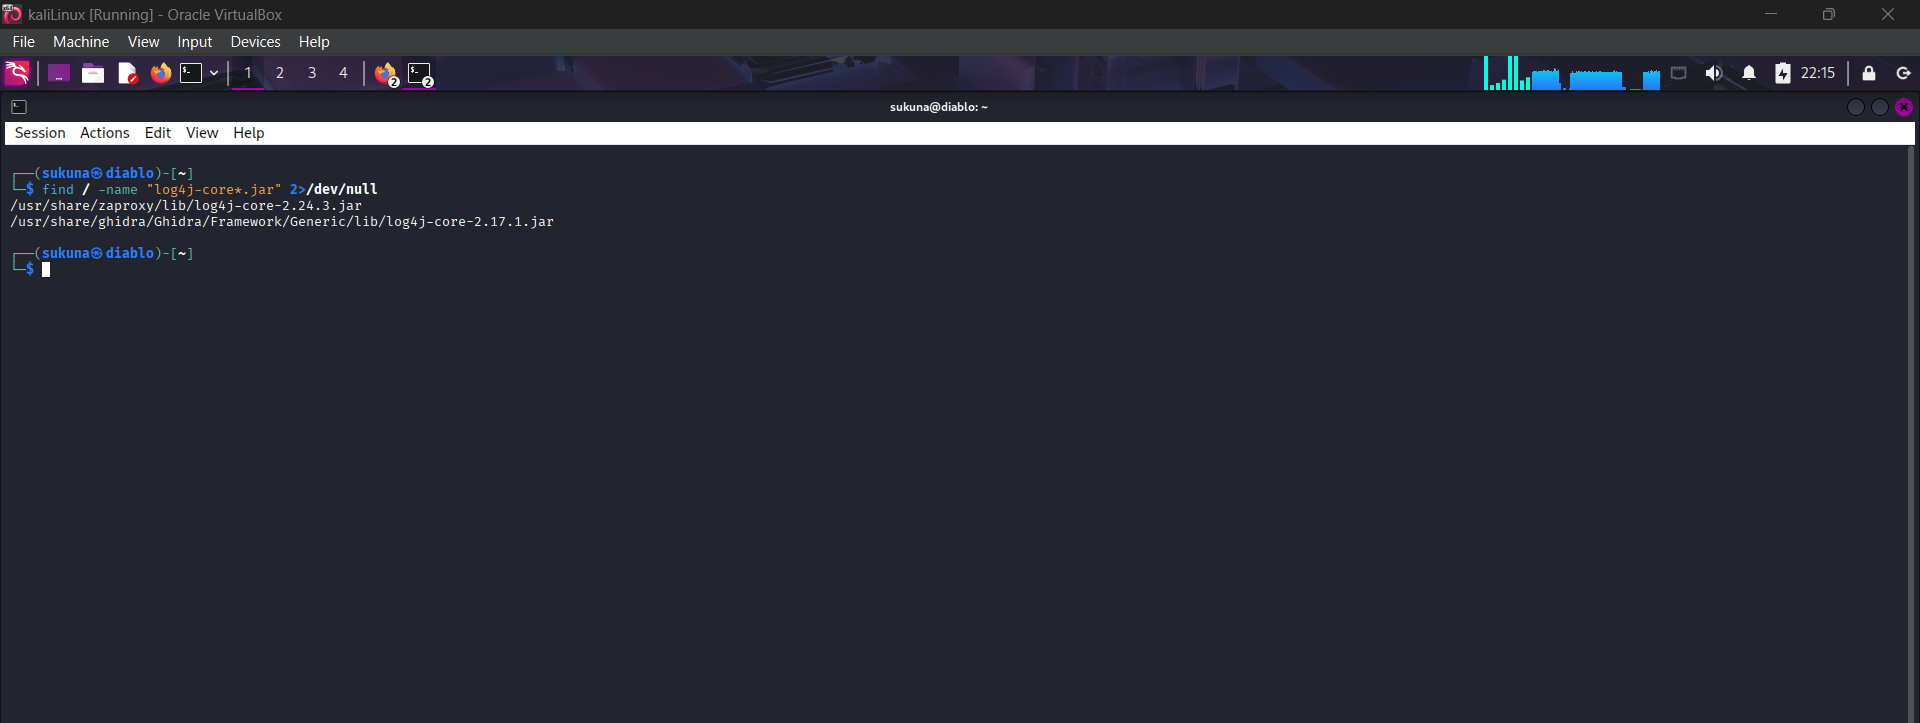 kaliLinux [Running] - Oracle VirtualBox
File Machine View Input Devices Help
1 2 3 4 2 2 22:15
sukuna@diablo: ~
Session Actions Edit View Help
┌──(sukuna㉿diablo)-[~]
└─$ find / -name "log4j-core*.jar" 2>/dev/null
/usr/share/zaproxy/lib/log4j-core-2.24.3.jar
/usr/share/ghidra/Ghidra/Framework/Generic/lib/log4j-core-2.17.1.jar
┌──(sukuna㉿diablo)-[~]
└─$